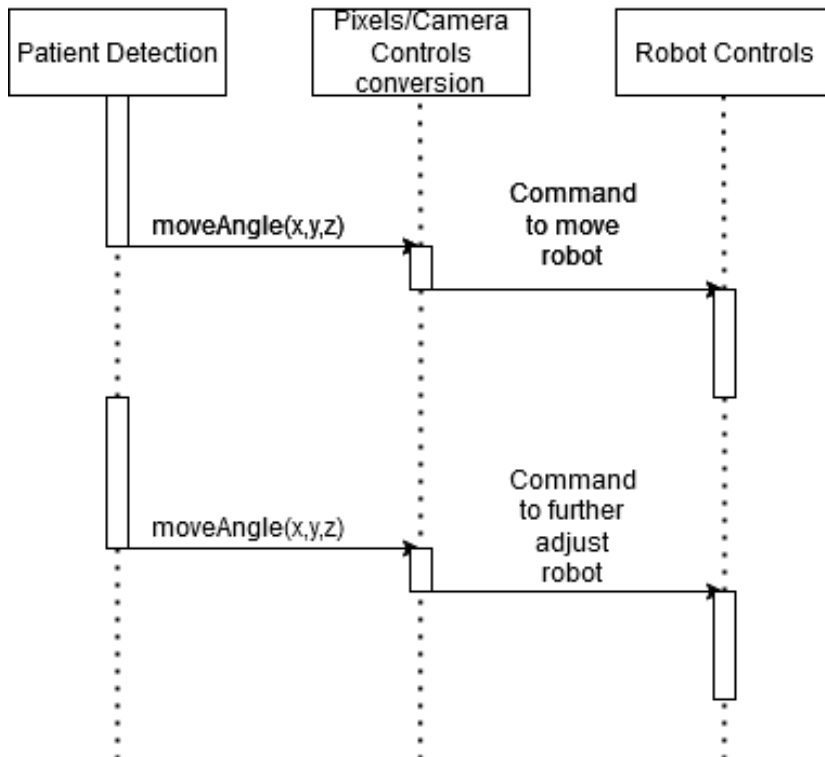 Patient Detection
Pixels/Camera
Controls
conversion
Robot Controls
moveAngle(x,y,z)
Command
to move
robot
moveAngle(x,y,z)
Command
to further
adjust
robot